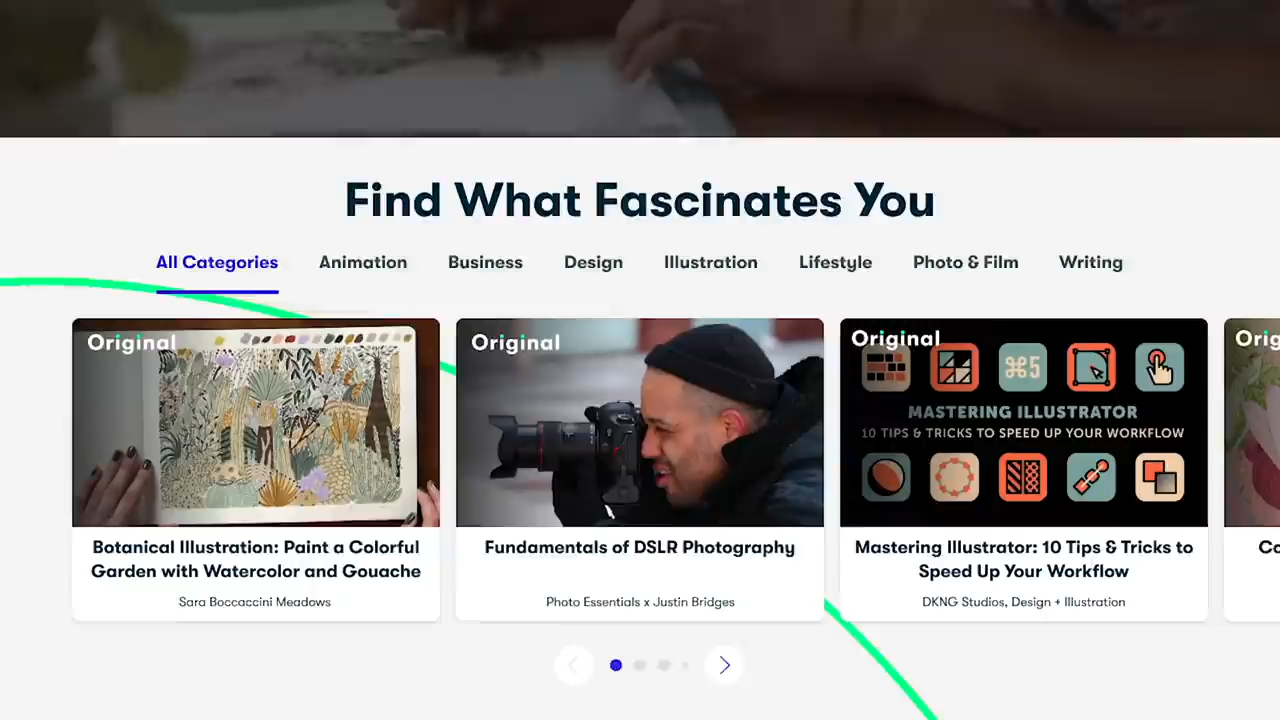 Find What Fascinates You
All Categories Animation Business Design Illustration Lifestyle Photo & Film Writing
Original
Original
Original
⌘5
MASTERING ILLUSTRATOR
10 TIPS & TRICKS TO SPEED UP YOUR WORKFLOW
Botanical Illustration: Paint a Colorful
Garden with Watercolor and Gouache
Sara Boccaccini Meadows
Fundamentals of DSLR Photography
Photo Essentials x Justin Bridges
Mastering Illustrator: 10 Tips & Tricks to
Speed Up Your Workflow
DKNG Studios, Design + Illustration